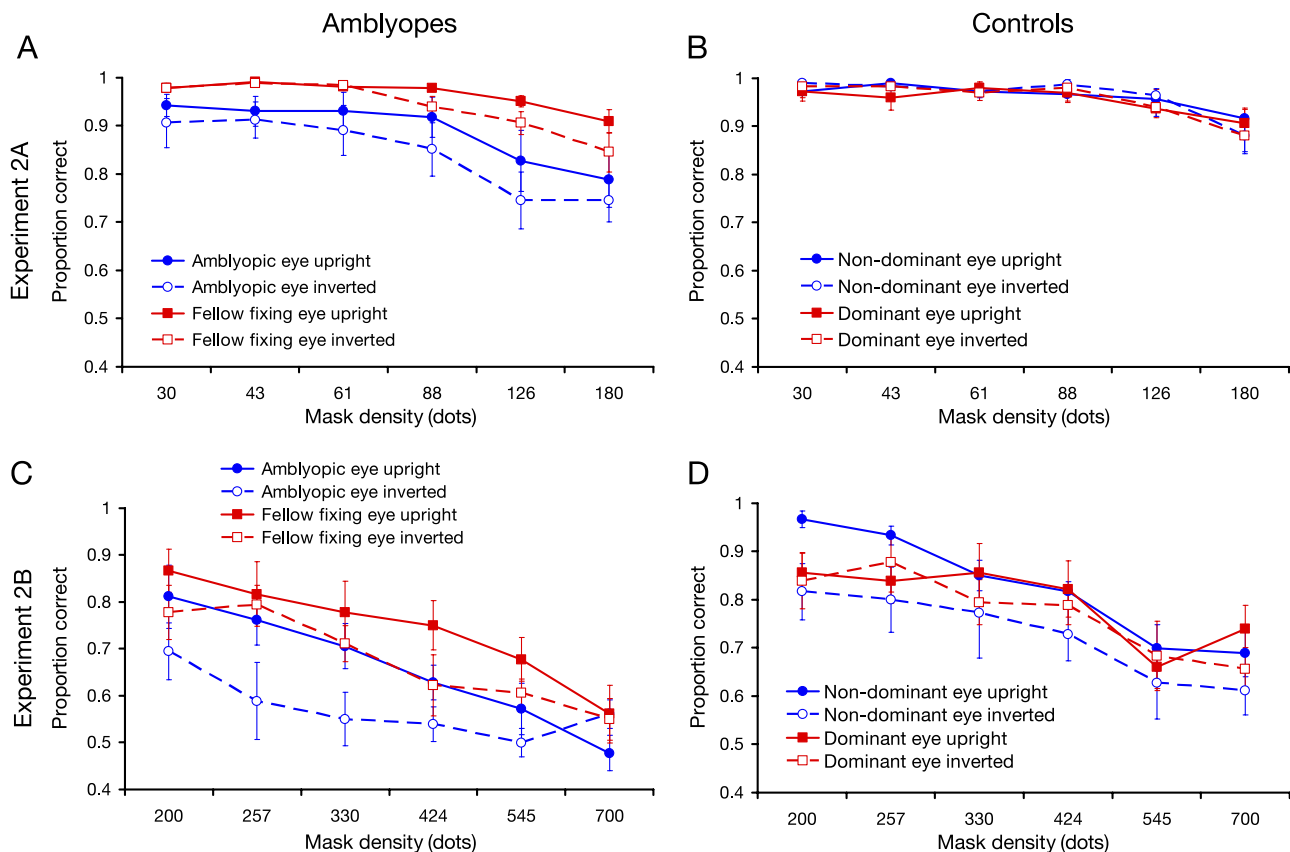 Amblyopes
Controls
A
B
Experiment 2A
Proportion correct
1
0.9
0.8
0.7
0.6
0.5
0.4
Amblyopic eye upright
Amblyopic eye inverted
Fellow fixing eye upright
Fellow fixing eye inverted
30 43 61 88 126 180
Mask density (dots)
Proportion correct
1
0.9
0.8
0.7
0.6
0.5
0.4
Non-dominant eye upright
Non-dominant eye inverted
Dominant eye upright
Dominant eye inverted
30 43 61 88 126 180
Mask density (dots)
C
D
Experiment 2B
Amblyopic eye upright
Amblyopic eye inverted
Fellow fixing eye upright
Fellow fixing eye inverted
Proportion correct
1
0.9
0.8
0.7
0.6
0.5
0.4
200 257 330 424 545 700
Mask density (dots)
Proportion correct
1
0.9
0.8
0.7
0.6
0.5
0.4
Non-dominant eye upright
Non-dominant eye inverted
Dominant eye upright
Dominant eye inverted
200 257 330 424 545 700
Mask density (dots)